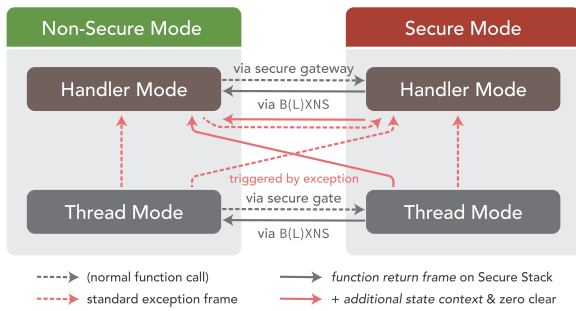 Non-Secure Mode
Secure Mode
via secure gateway
Handler Mode
Handler Mode
via B(L)XNS
triggered by exception
via secure gate
Thread Mode
Thread Mode
via B(L)XNS
(normal function call)
function return frame on Secure Stack
standard exception frame
+ additional state context & zero clear